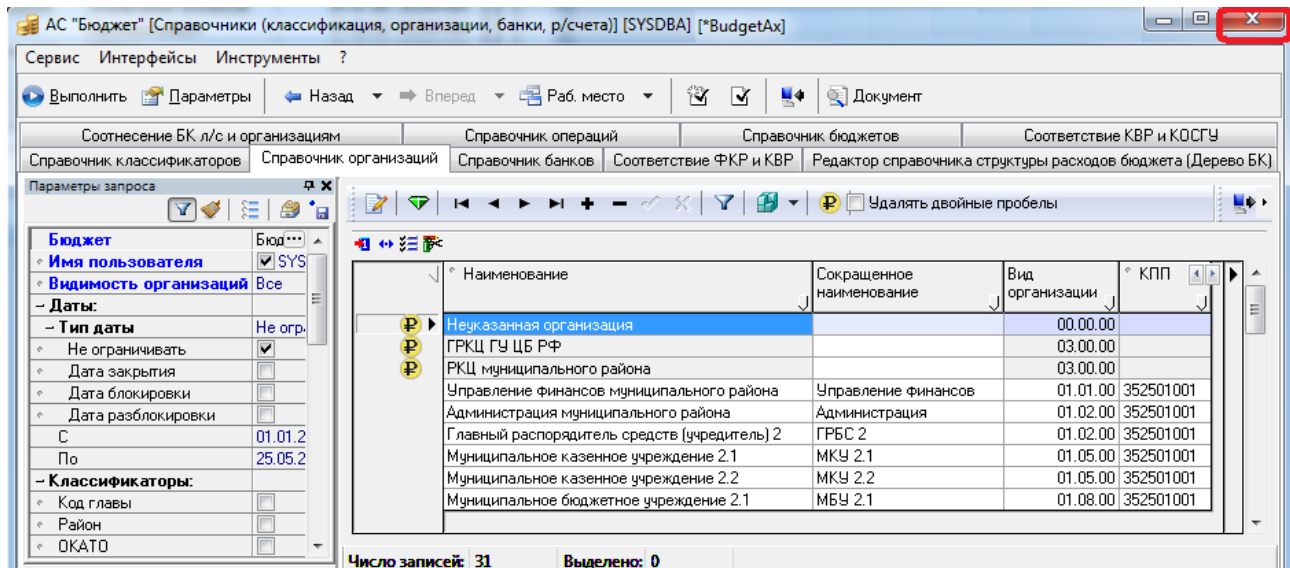 АС "Бюджет" [Справочники (классификация, организации, банки, р/счета)] [SYSDBA] [*BudgetAx]
Сервис Интерфейсы Инструменты ?
Выполнить Параметры Назад Вперед Раб. место Документ
Соотнесение БК л/с и организациям Справочник операций Справочник бюджетов Соответствие КВР и КОСГУ
Справочник классификаторов Справочник организаций Справочник банков Соответствие ФКР и КВР Редактор справочника структуры расходов бюджета (Дерево БК)
Параметры запроса
Удалять двойные пробелы
Бюджет Бюд
Имя пользователя SYS
Видимость организаций Все
Даты:
Тип даты Не огр
Не ограничивать
Дата закрытия
Дата блокировки
Дата разблокировки
С 01.01.2
По 25.05.2
Классификаторы:
Код главы
Район
ОКАТО
Наименование Сокращенное наименование Вид организации КПП
Неуказанная организация 00.00.00
ГРКЦ ГУ ЦБ РФ 03.00.00
РКЦ муниципального района 03.00.00
Управление финансов муниципального района Управление финансов 01.01.00 352501001
Администрация муниципального района Администрация 01.02.00 352501001
Главный распорядитель средств (учредитель) 2 ГРБС 2 01.02.00 352501001
Муниципальное казенное учреждение 2.1 МКУ 2.1 01.05.00 352501001
Муниципальное казенное учреждение 2.2 МКУ 2.2 01.05.00 352501001
Муниципальное бюджетное учреждение 2.1 МБУ 2.1 01.08.00 352501001
Число записей: 31 Выделено: 0